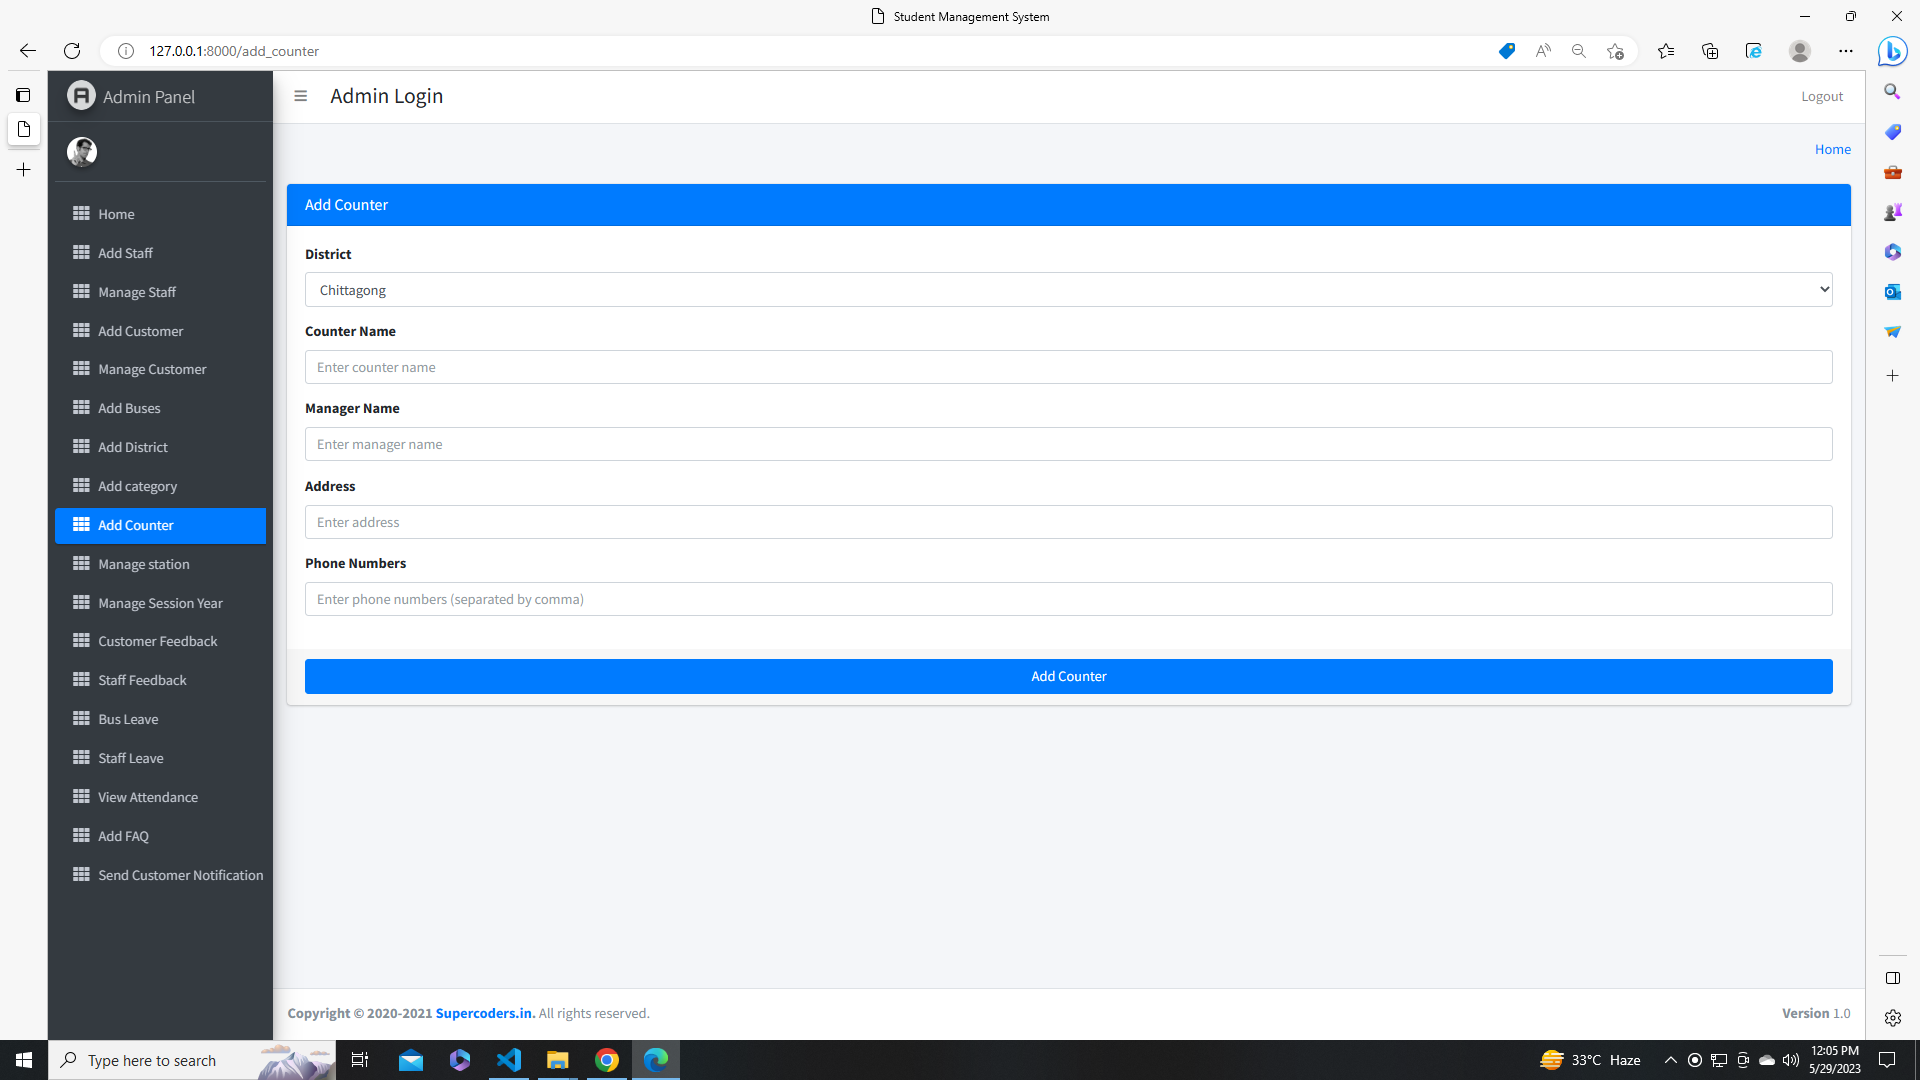 Student Management System
127.0.0.1:8000/add_counter
Admin Panel
Admin Login
Logout
Home
Home
Add Staff
Manage Staff
Add Customer
Manage Customer
Add Buses
Add District
Add category
Add Counter
Manage station
Manage Session Year
Customer Feedback
Staff Feedback
Bus Leave
Staff Leave
View Attendance
Add FAQ
Send Customer Notification
Add Counter
District
Chittagong
Counter Name
Enter counter name
Manager Name
Enter manager name
Address
Enter address
Phone Numbers
Enter phone numbers (separated by comma)
Add Counter
Copyright © 2020-2021 Supercoders.in. All rights reserved.
Version 1.0
Type here to search
33°C Haze
12:05 PM
5/29/2023